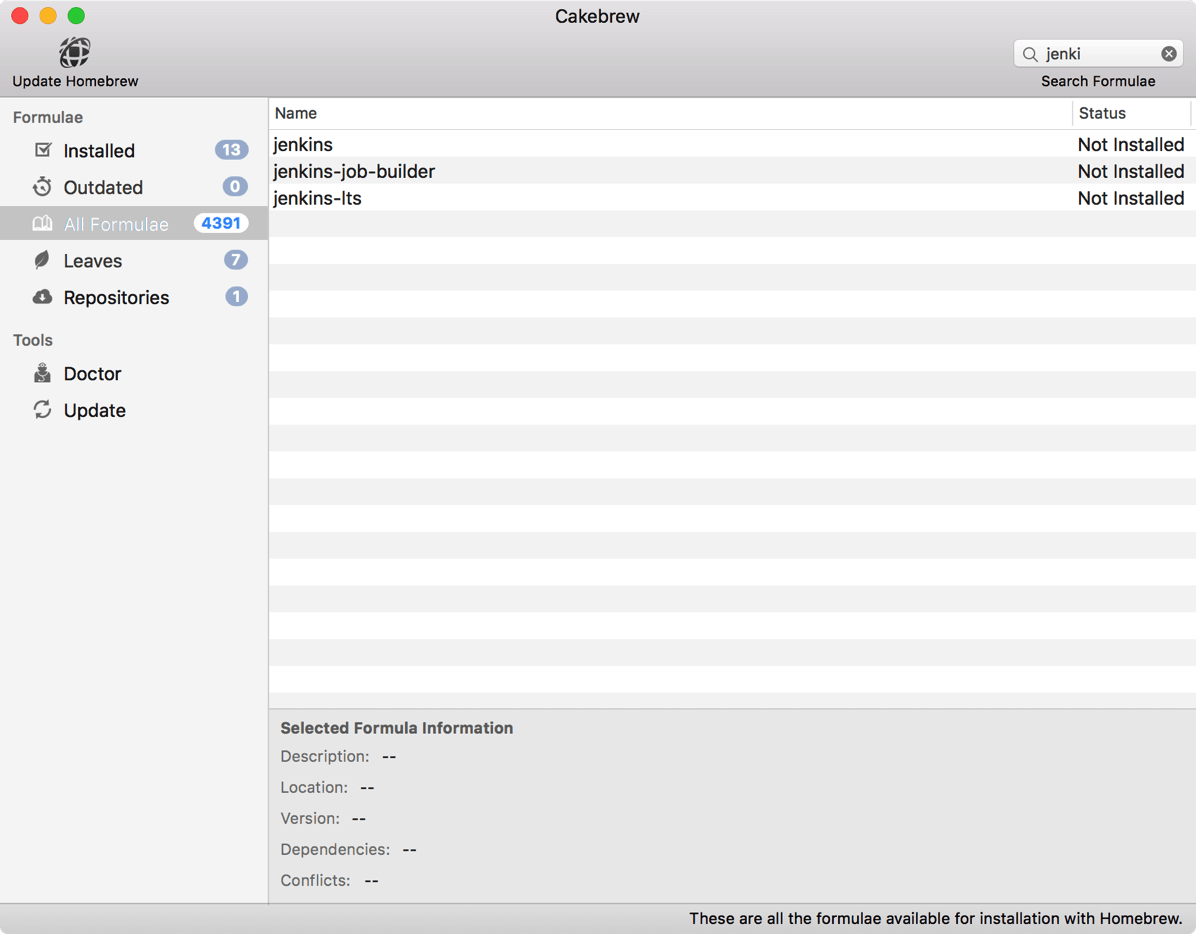 Cakebrew
Update Homebrew
jenki
Search Formulae
Formulae
Installed 13
Outdated 0
All Formulae 4391
Leaves 7
Repositories 1
Tools
Doctor
Update
Name Status
jenkins Not Installed
jenkins-job-builder Not Installed
jenkins-lts Not Installed
Selected Formula Information
Description: --
Location: --
Version: --
Dependencies: --
Conflicts: --
These are all the formulae available for installation with Homebrew.